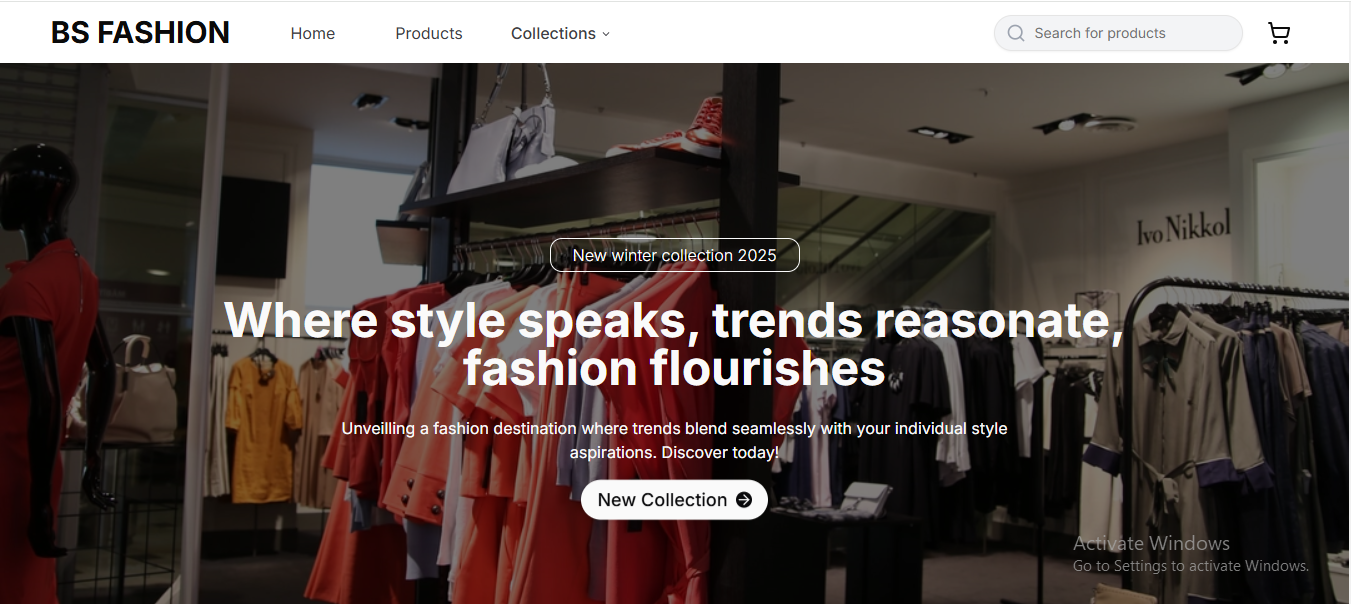 BS FASHION
Home
Products
Collections
Search for products
Ivo Nikkol
New winter collection 2025
Where style speaks, trends reasonate,
fashion flourishes
Unveilling a fashion destination where trends blend seamlessly with your individual style
aspirations. Discover today!
New Collection
Activate Windows
Go to Settings to activate Windows.